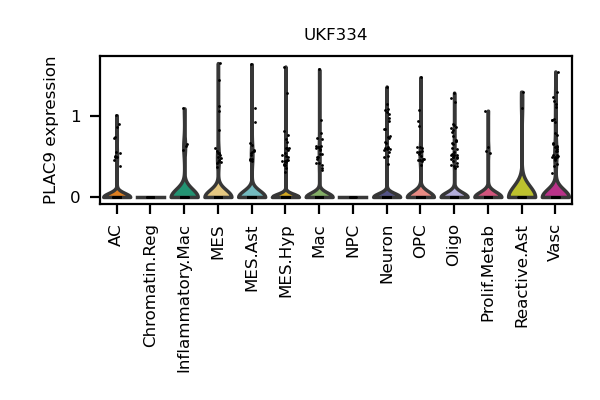 UKF334
PLAC9 expression
1
0
AC
Chromatin.Reg
Inflammatory.Mac
MES
MES.Ast
MES.Hyp
Mac
NPC
Neuron
OPC
Oligo
Prolif.Metab
Reactive.Ast
Vasc